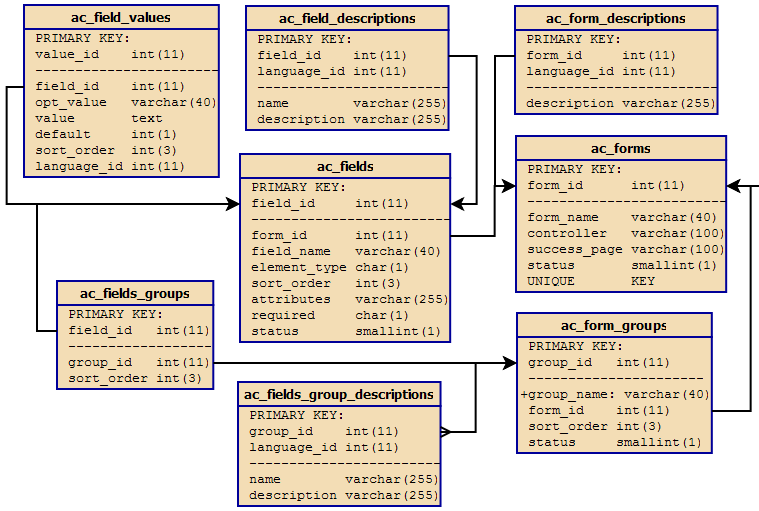 ac_field_values
PRIMARY KEY:
value_id int(11)
------------------------
field_id int(11)
opt_value varchar(40)
value text
default int(1)
sort_order int(3)
language_id int(11)
ac_field_descriptions
PRIMARY KEY:
field_id int(11)
language_id int(11)
------------------------
name varchar(255)
description varchar(255)
ac_form_descriptions
PRIMARY KEY:
form_id int(11)
language_id int(11)
------------------------
description varchar(255)
ac_fields
PRIMARY KEY:
field_id int(11)
-------------------------
form_id int(11)
field_name varchar(40)
element_type char(1)
sort_order int(3)
attributes varchar(255)
required char(1)
status smallint(1)
ac_forms
PRIMARY KEY:
form_id int(11)
-------------------------
form_name varchar(40)
controller varchar(100)
success_page varchar(100)
status smallint(1)
UNIQUE KEY
ac_fields_groups
PRIMARY KEY:
field_id int(11)
------------------
group_id int(11)
sort_order int(3)
ac_form_groups
PRIMARY KEY:
group_id int(11)
----------------------
+group_name: varchar(40)
form_id int(11)
sort_order int(3)
status smallint(1)
ac_fields_group_descriptions
PRIMARY KEY:
group_id int(11)
language_id int(11)
------------------------
name varchar(255)
description varchar(255)